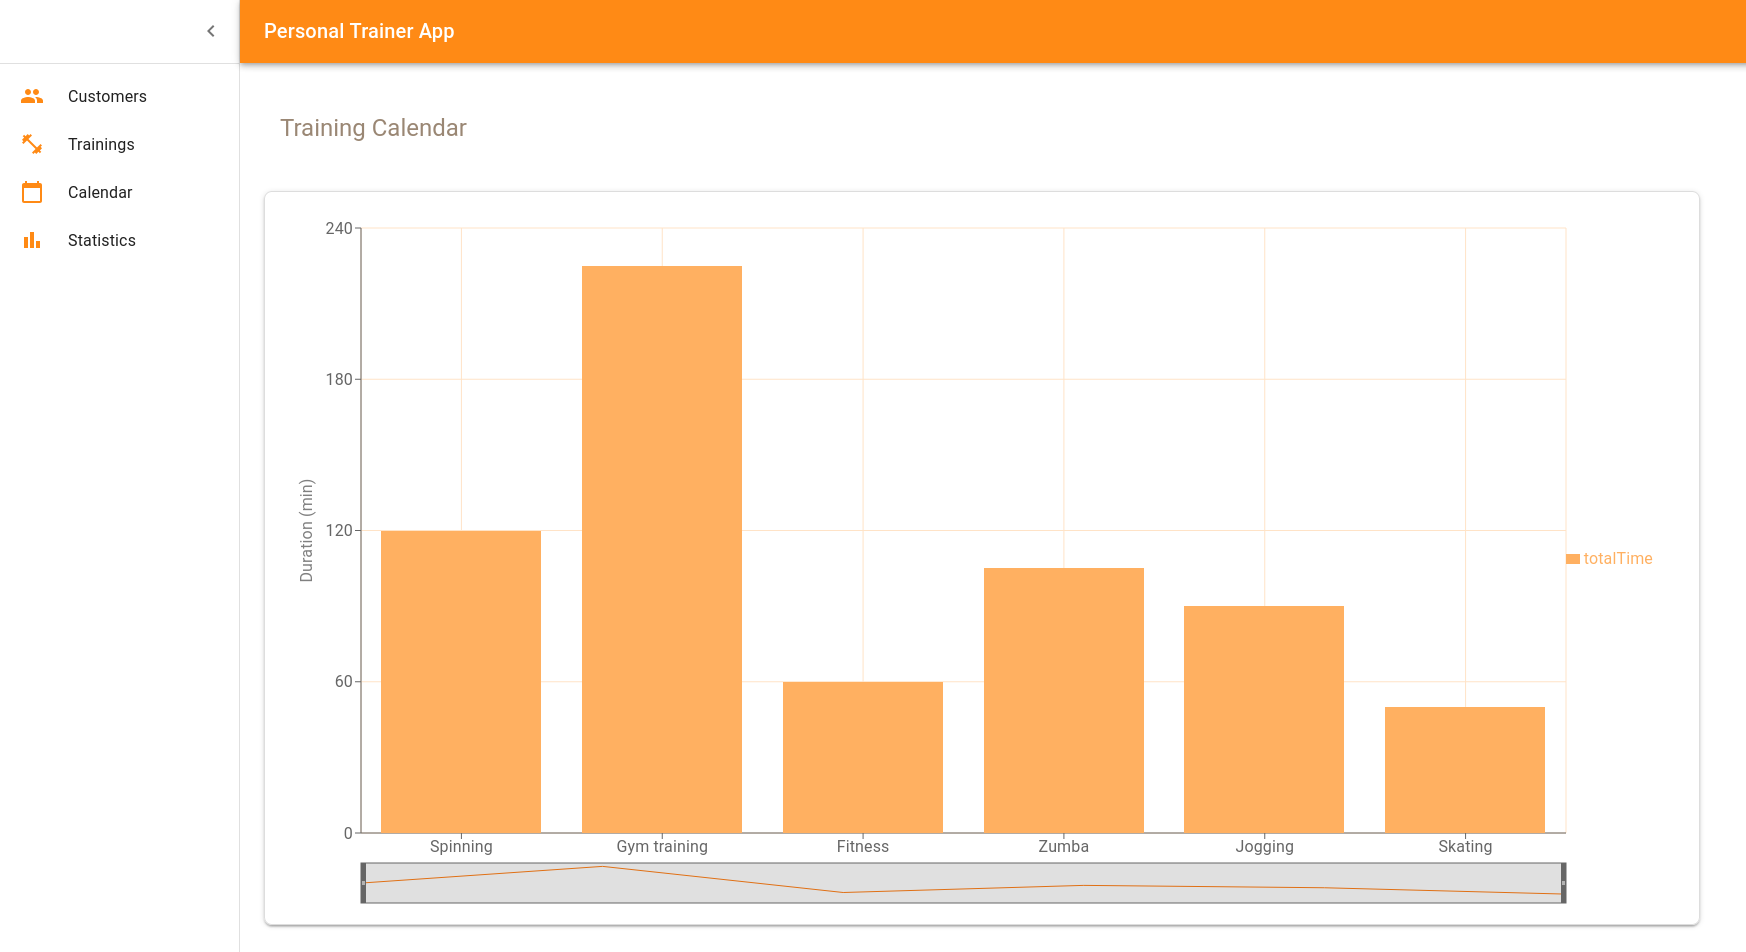 Personal Trainer App
Customers
Trainings
Calendar
Statistics
Training Calendar
240
180
120
60
0
Duration (min)
totalTime
Spinning Gym training Fitness Zumba Jogging Skating